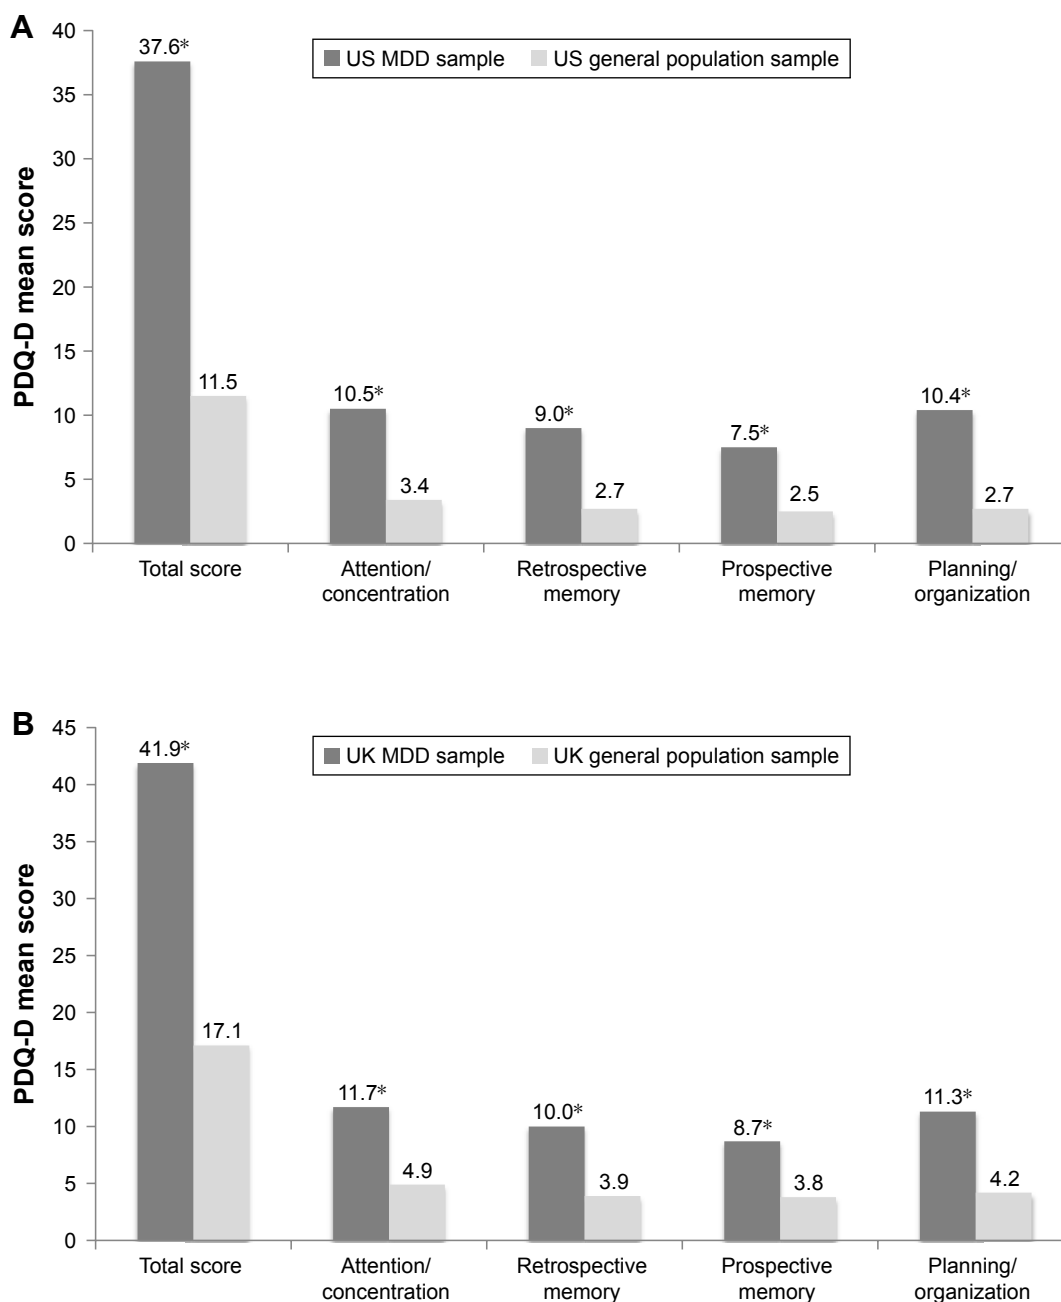 A
40
35
30
25
20
15
10
5
0
PDQ-D mean score
US MDD sample
US general population sample
37.6*
11.5
10.5*
3.4
9.0*
2.7
7.5*
2.5
10.4*
2.7
Total score
Attention/
concentration
Retrospective
memory
Prospective
memory
Planning/
organization
B
45
40
35
30
25
20
15
10
5
0
PDQ-D mean score
UK MDD sample
UK general population sample
41.9*
17.1
11.7*
4.9
10.0*
3.9
8.7*
3.8
11.3*
4.2
Total score
Attention/
concentration
Retrospective
memory
Prospective
memory
Planning/
organization